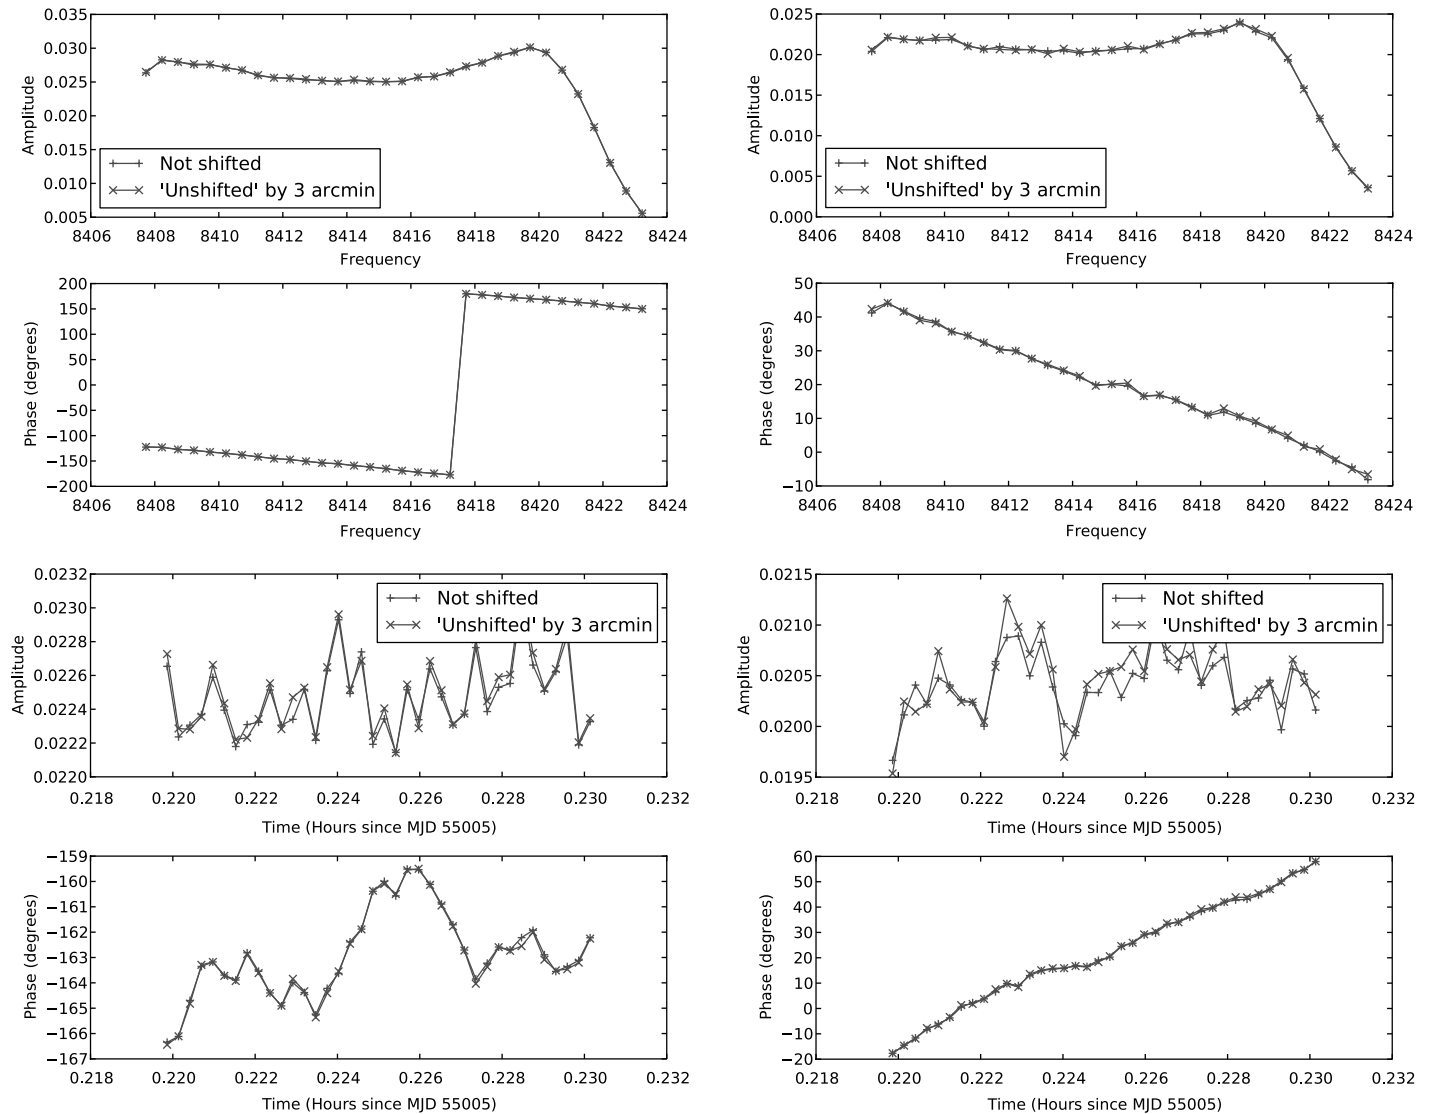 0.035
0.030
0.025
0.020
0.015
0.010
0.005
Amplitude
Not shifted
'Unshifted' by 3 arcmin
8406 8408 8410 8412 8414 8416 8418 8420 8422 8424
Frequency
0.025
0.020
0.015
0.010
0.005
0.000
Amplitude
Not shifted
'Unshifted' by 3 arcmin
8406 8408 8410 8412 8414 8416 8418 8420 8422 8424
Frequency
200
150
100
50
0
−50
−100
−150
−200
Phase (degrees)
8406 8408 8410 8412 8414 8416 8418 8420 8422 8424
Frequency
50
40
30
20
10
0
−10
Phase (degrees)
8406 8408 8410 8412 8414 8416 8418 8420 8422 8424
Frequency
0.0232
0.0230
0.0228
0.0226
0.0224
0.0222
0.0220
Amplitude
Not shifted
'Unshifted' by 3 arcmin
0.218 0.220 0.222 0.224 0.226 0.228 0.230 0.232
Time (Hours since MJD 55005)
0.0215
0.0210
0.0205
0.0200
0.0195
Amplitude
Not shifted
'Unshifted' by 3 arcmin
0.218 0.220 0.222 0.224 0.226 0.228 0.230 0.232
Time (Hours since MJD 55005)
−159
−160
−161
−162
−163
−164
−165
−166
−167
Phase (degrees)
0.218 0.220 0.222 0.224 0.226 0.228 0.230 0.232
Time (Hours since MJD 55005)
60
50
40
30
20
10
0
−10
−20
Phase (degrees)
0.218 0.220 0.222 0.224 0.226 0.228 0.230 0.232
Time (Hours since MJD 55005)